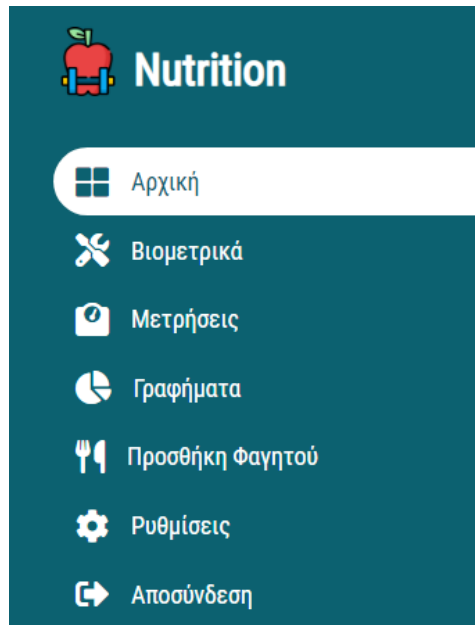 Nutrition
Αρχική
Βιομετρικά
Μετρήσεις
Γραφήματα
Προσθήκη Φαγητού
Ρυθμίσεις
Αποσύνδεση